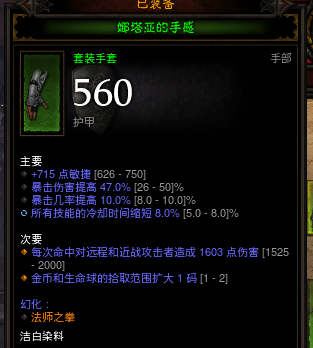 已装备
娜塔亚的手感
套装手套
手部
560
护甲
主要
+715 点敏捷 [626 - 750]
暴击伤害提高 47.0% [26 - 50]%
暴击几率提高 10.0% [8.0 - 10.0]%
所有技能的冷却时间缩短 8.0% [5.0 - 8.0]%
次要
每次命中对远程和近战攻击者造成 1603 点伤害 [1525
- 2000]
金币和生命球的拾取范围扩大 1 码 [1 - 2]
幻化：
法师之拳
洁白染料